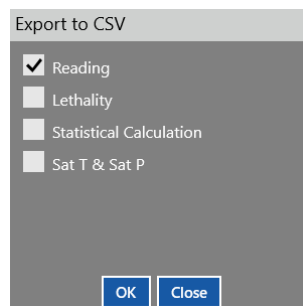 Export to CSV
Reading
Lethality
Statistical Calculation
Sat T & Sat P
OK Close